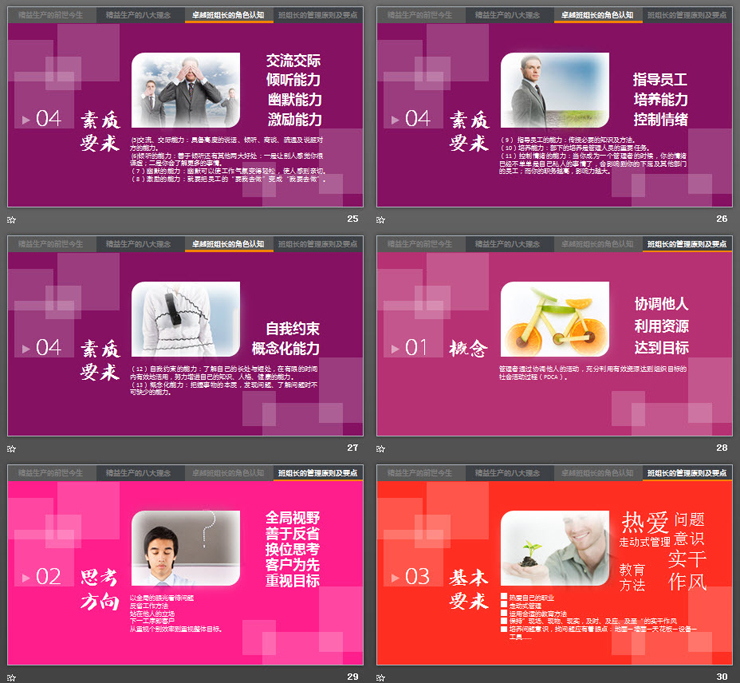 精益生产的前世今生 精益生产的八大理念 卓越班组长的角色认知 班组长的管理原则及要点
交流交际
倾听能力
幽默能力
激励能力
04
素质
要求
(5)交流、交际能力：具备高度的说话、倾听、商谈、疏通及说服对
方的能力。
(6)倾听的能力：善于倾听还有其他两大好处：一是让别人感觉你很
谦虚；二是你会了解更多的事情。
（7）幽默的能力：幽默可以使工作气氛变得轻松，使人感到亲切。
（8）激励的能力：就要把员工的“要我去做”变成“我要去做”。
25
精益生产的前世今生 精益生产的八大理念 卓越班组长的角色认知 班组长的管理原则及要点
指导员工
培养能力
控制情绪
04
素质
要求
（9） 指导员工的能力：传授必要的知识及方法。
（10）培养能力：部下的培养是管理人员的重要任务。
（11）控制情绪的能力：当你成为一个管理者的时候，你的情绪
已经不单单是自己私人的事情了，会影响到你的下属及其他部门
的员工；而你的职务越高，影响力越大。
26
精益生产的前世今生 精益生产的八大理念 卓越班组长的角色认知 班组长的管理原则及要点
自我约束
概念化能力
04
素质
要求
（12）自我约束的能力：了解自己的长处与短处，在有限的时间
内有效地活用，努力增进自己的知识、人格、健康的能力。
（13）概念化能力：把握事物的本质，发现问题、了解问题时不
可缺少的能力。
27
精益生产的前世今生 精益生产的八大理念 卓越班组长的角色认知 班组长的管理原则及要点
协调他人
利用资源
达到目标
01
概念
管理者通过协调他人的活动，充分利用有效资源达到组织目标的
社会活动过程（PDCA）。
28
精益生产的前世今生 精益生产的八大理念 卓越班组长的角色认知 班组长的管理原则及要点
全局视野
善于反省
换位思考
客户为先
重视目标
02
思考
方向
以全局的眼光看待问题
反省工作方法
站在他人的立场
下一工序即客户
从重视个别效率到重视整体目标。
29
精益生产的前世今生 精益生产的八大理念 卓越班组长的角色认知 班组长的管理原则及要点
热爱 问题
走动式管理 意识
教育 实干
方法 作风
03
基本
要求
热爱自己的职业
走动式管理
运用合适的教育方法
保持“现场、现物、现实，及时、及应、及至”的实干作风
培养问题意识，找问题应有着眼点：地面－墙面－天花板－设备－
工具……
30